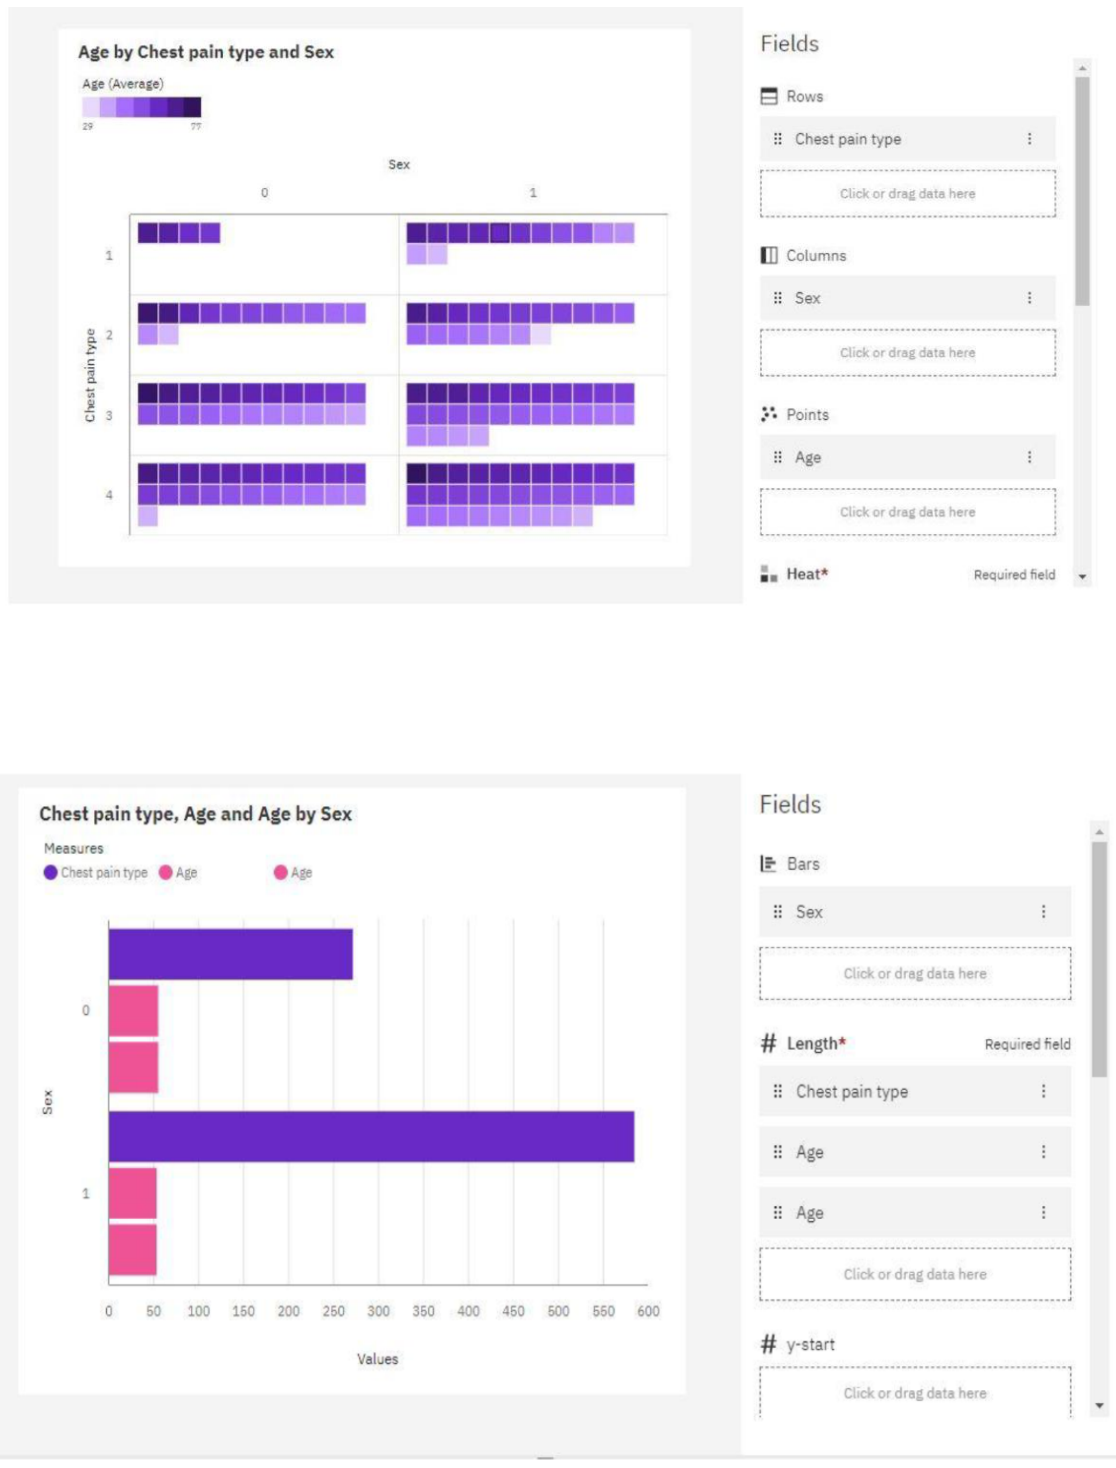 Age by Chest pain type and Sex
Age (Average)
29 77
Sex
0 1
1
2
3
4
Chest pain type
Fields
Rows
Chest pain type
Click or drag data here
Columns
Sex
Click or drag data here
Points
Age
Click or drag data here
Heat* Required field
Chest pain type, Age and Age by Sex
Measures
Chest pain type Age Age
0
1
Sex
0 50 100 150 200 250 300 350 400 450 500 550 600
Values
Fields
Bars
Sex
Click or drag data here
# Length* Required field
Chest pain type
Age
Age
Click or drag data here
# y-start
Click or drag data here